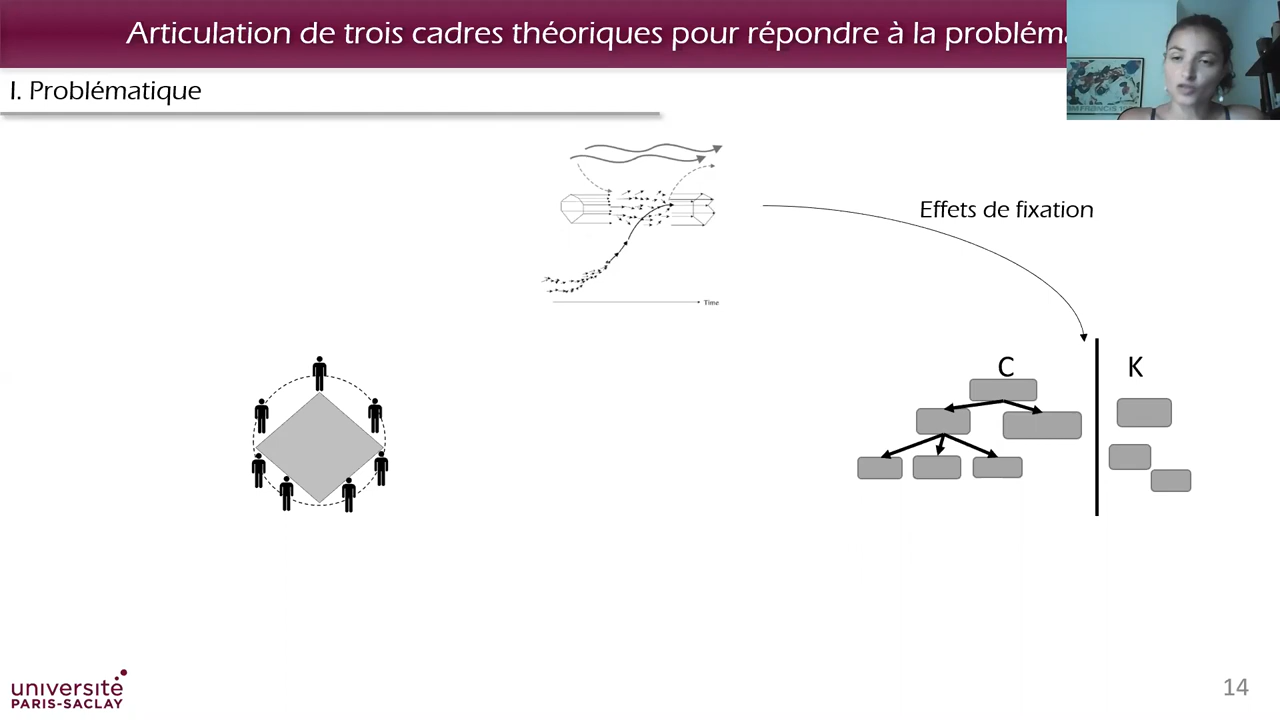 Articulation de trois cadres théoriques pour répondre à la probléma
I. Problématique
Effets de fixation
Time
C
K
université
PARIS-SACLAY
14